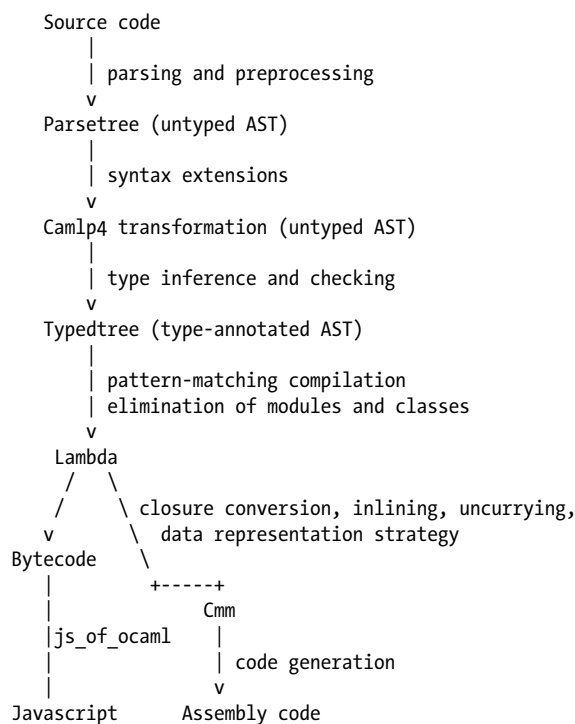 Source code
|
| parsing and preprocessing
v
Parsetree (untyped AST)
|
| syntax extensions
v
Camlp4 transformation (untyped AST)
|
| type inference and checking
v
Typedtree (type-annotated AST)
|
| pattern-matching compilation
| elimination of modules and classes
v
Lambda
/ \
/ \ closure conversion, inlining, uncurrying,
v \ data representation strategy
Bytecode \
| +-----+
| Cmm
|js_of_ocaml |
| | code generation
| v
Javascript Assembly code